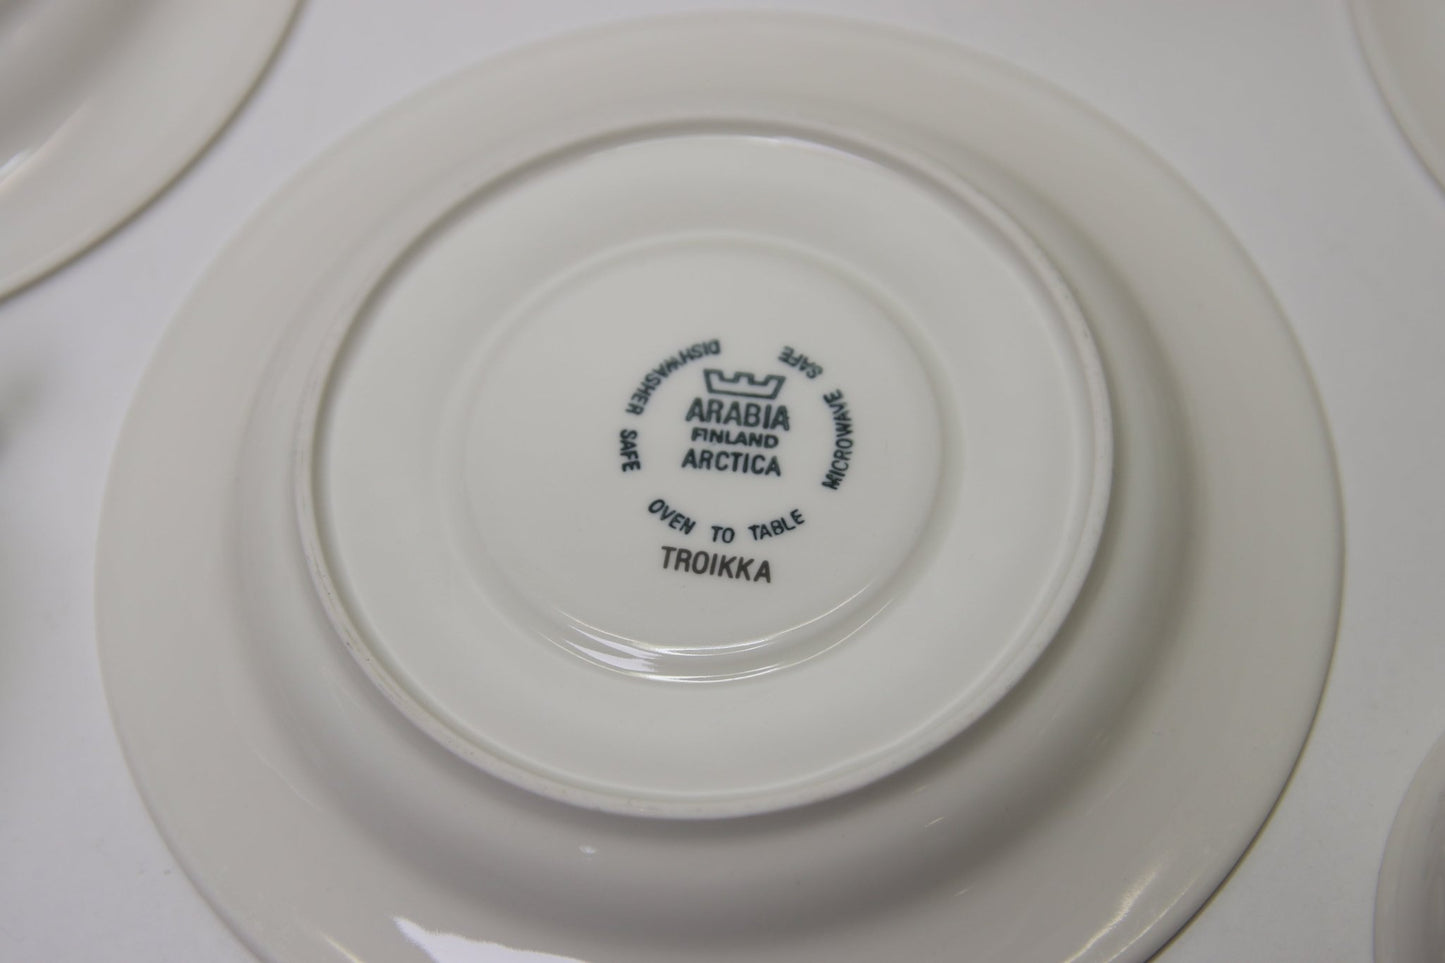 DISHWASHER SAFE
MICROWAVE SAFE
ARABIA
FINLAND
ARCTICA
OVEN TO TABLE
TROIKKA